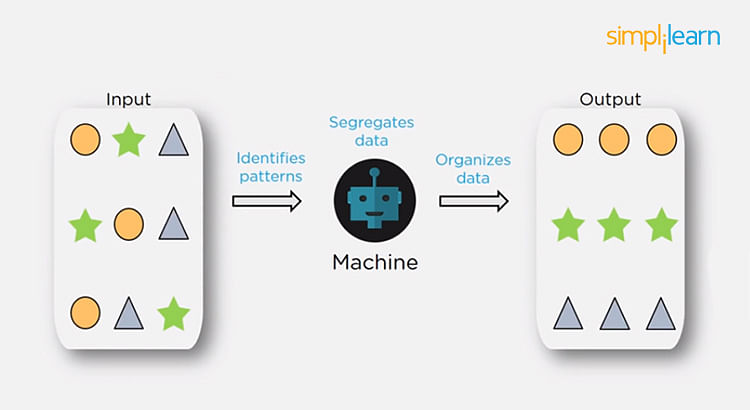 simplilearn
Input
Output
Segregates
data
Identifies
patterns
Organizes
data
Machine